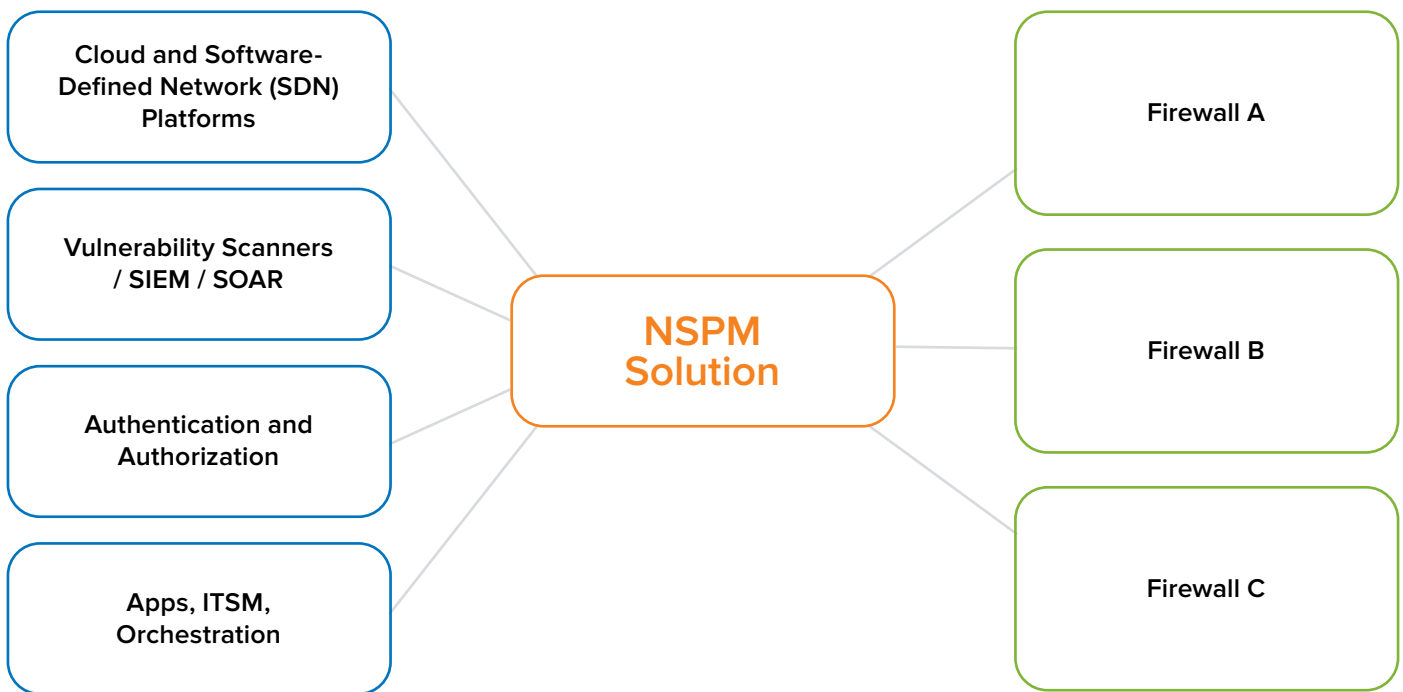 Cloud and Software-
Defined Network (SDN)
Platforms
Vulnerability Scanners
/ SIEM / SOAR
Authentication and
Authorization
Apps, ITSM,
Orchestration
NSPM
Solution
Firewall A
Firewall B
Firewall C